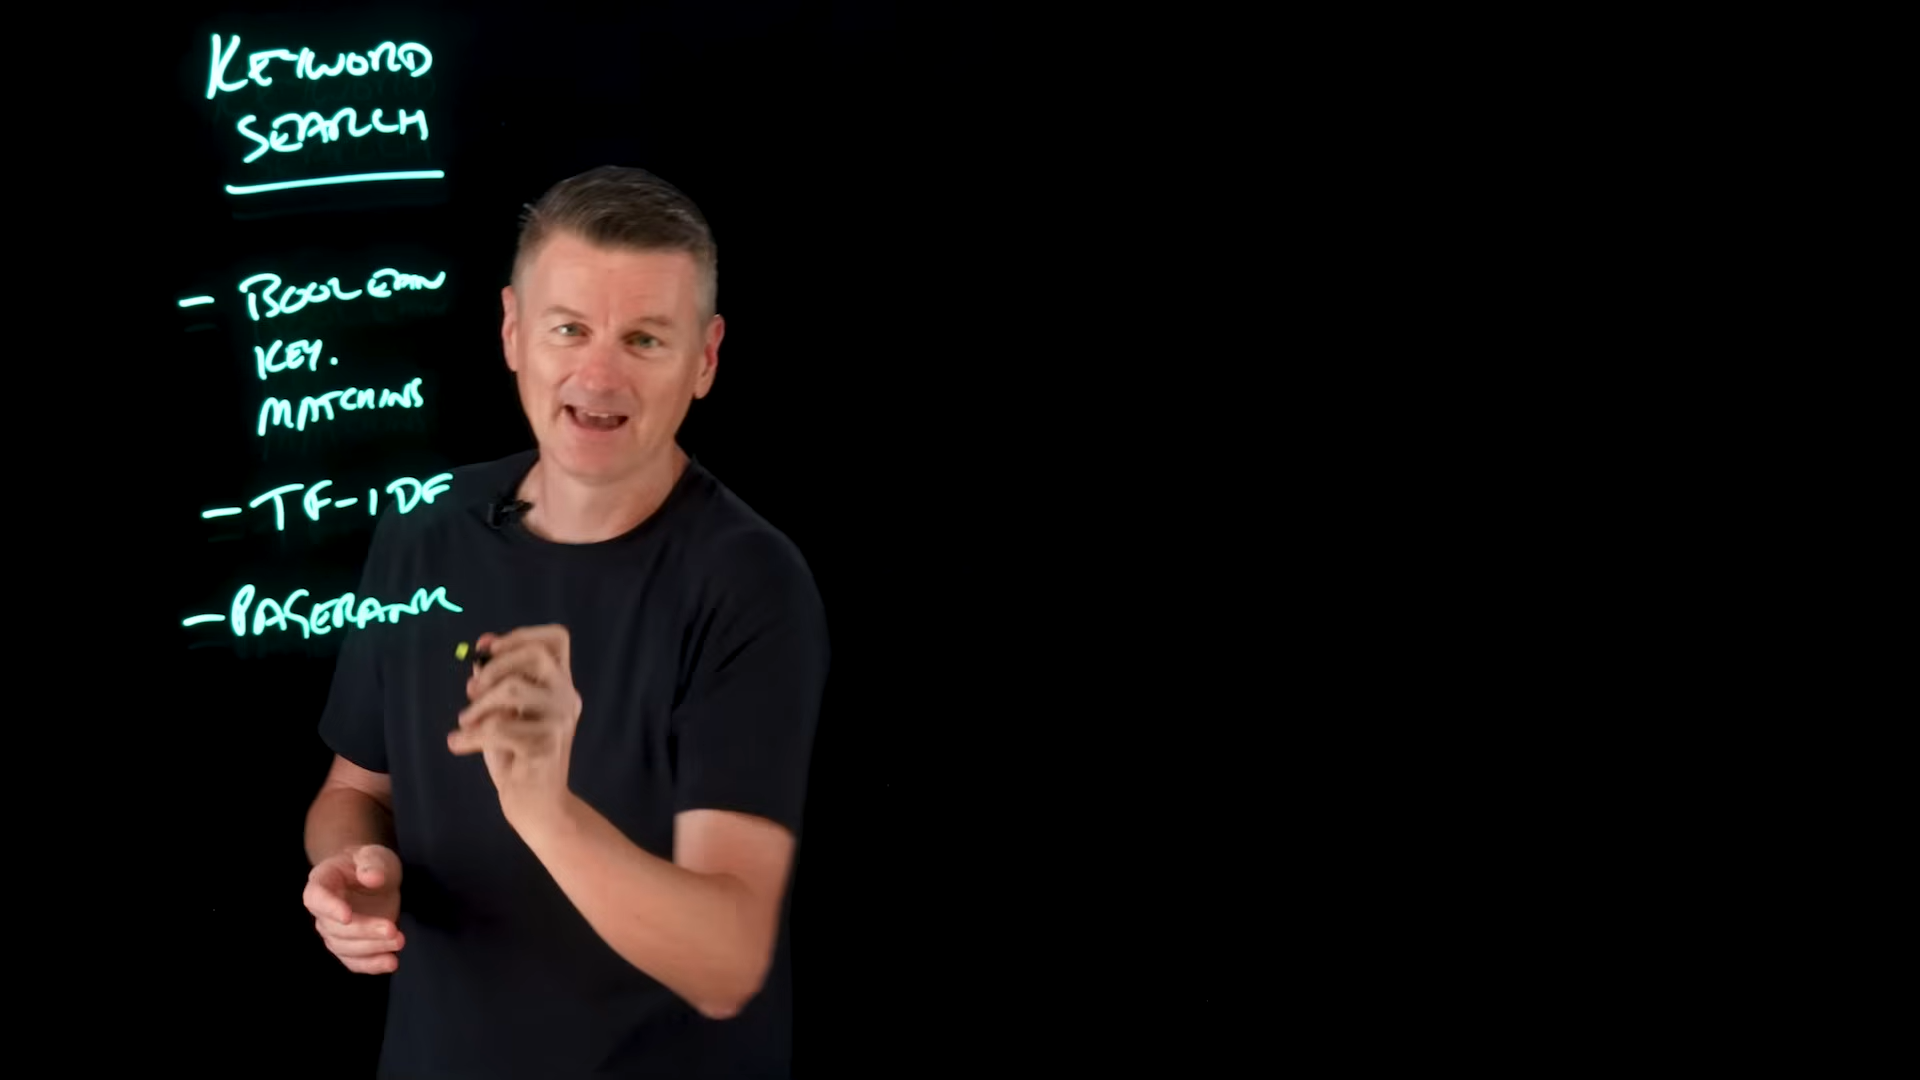 KEYWORD
SEARCH
- BOOLEAN
KEY.
MATCHING
- TF-IDF
- PAGERANK